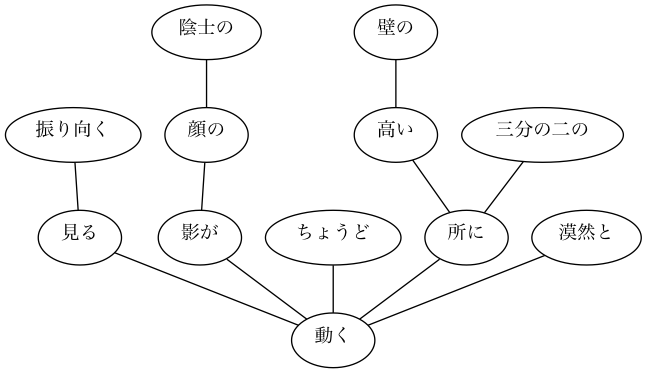 陰士の 壁の
振り向く 顔の 高い 三分の二の
見る 影が ちょうど 所に 漠然と
動く